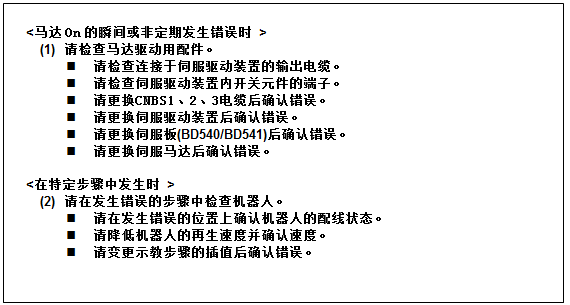 <马达 On 的瞬间或非定期发生错误时 >
(1) 请检查马达驱动用配件。
■ 请检查连接于伺服驱动装置的输出电缆。
■ 请检查伺服驱动装置内开关元件的端子。
■ 请更换CNBS1、2、3电缆后确认错误。
■ 请更换伺服驱动装置后确认错误。
■ 请更换伺服板(BD540/BD541)后确认错误。
■ 请更换伺服马达后确认错误。
<在特定步骤中发生时 >
(2) 请在发生错误的步骤中检查机器人。
■ 请在发生错误的位置上确认机器人的配线状态。
■ 请降低机器人的再生速度并确认速度。
■ 请变更示教步骤的插值后确认错误。